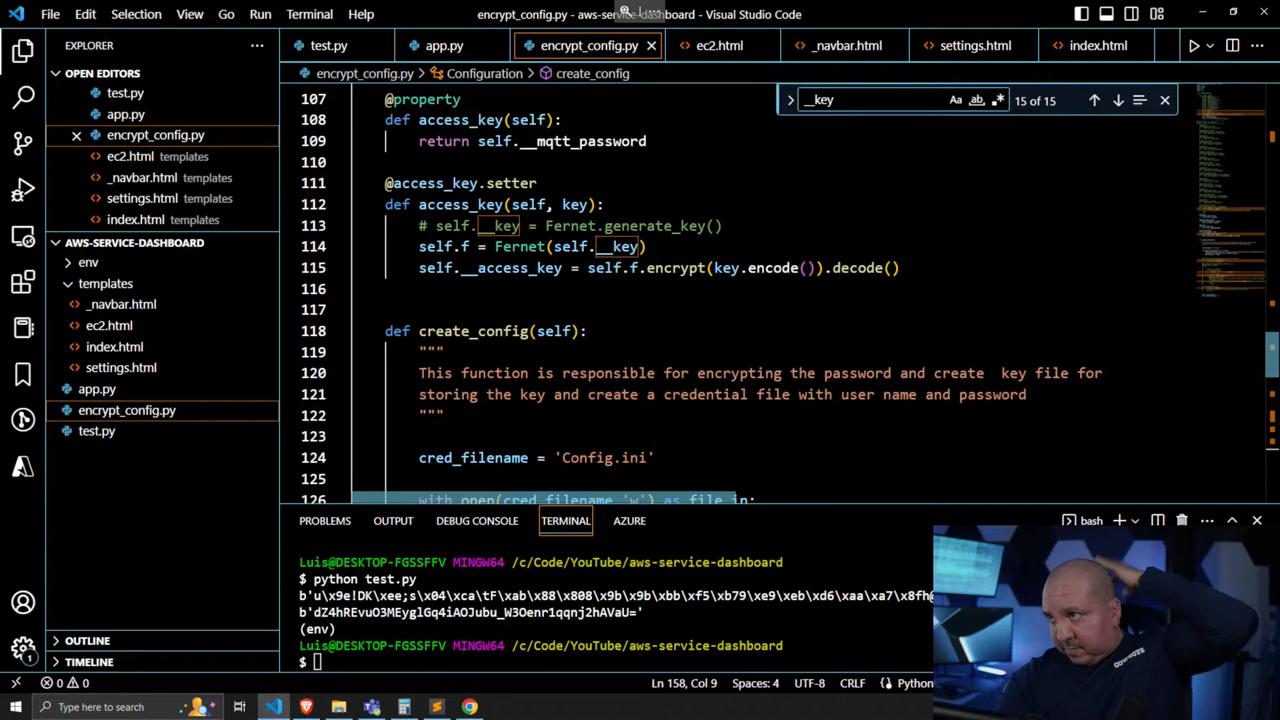 File Edit Selection View Go Run Terminal Help
encrypt_config.py - aws-service-dashboard - Visual Studio Code
EXPLORER
test.py app.py encrypt_config.py ec2.html _navbar.html settings.html index.html
encrypt_config.py > Configuration > create_config
OPEN EDITORS
test.py
app.py
encrypt_config.py
ec2.html templates
_navbar.html templates
settings.html templates
index.html templates
AWS-SERVICE-DASHBOARD
env
templates
_navbar.html
ec2.html
index.html
settings.html
app.py
encrypt_config.py
test.py
OUTLINE
TIMELINE
__key Aa ab 15 of 15
107 @property
108 def access_key(self):
109 return self.__mqtt_password
110
111 @access_key.setter
112 def access_key(self, key):
113 # self.__key = Fernet.generate_key()
114 self.f = Fernet(self.__key)
115 self.__access_key = self.f.encrypt(key.encode()).decode()
116
117
118 def create_config(self):
119 """
120 This function is responsible for encrypting the password and create  key file for
121 storing the key and create a credential file with user name and password
122 """
123
124 cred_filename = 'Config.ini'
125
126 with open(cred_filename,'w') as file_in:
PROBLEMS OUTPUT DEBUG CONSOLE TERMINAL AZURE
bash
Luis@DESKTOP-FGSSFFV MINGW64 /c/Code/YouTube/aws-service-dashboard
$ python test.py
b'u\x9e!DK\xee;s\x04\xca\tF\xab\x88\x808\x9b\x9b\xbb\xf5\xb79\xe9\xeb\xd6\xaa\xa7\x8fh
b'dZ4hREvuO3MEyglGq4iAOJubu_W3Oenr1qqnj2hAVaU='
(env)
Luis@DESKTOP-FGSSFFV MINGW64 /c/Code/YouTube/aws-service-dashboard
$
1
0 0 Ln 158, Col 9 Spaces: 4 UTF-8 CRLF Python
Type here to search